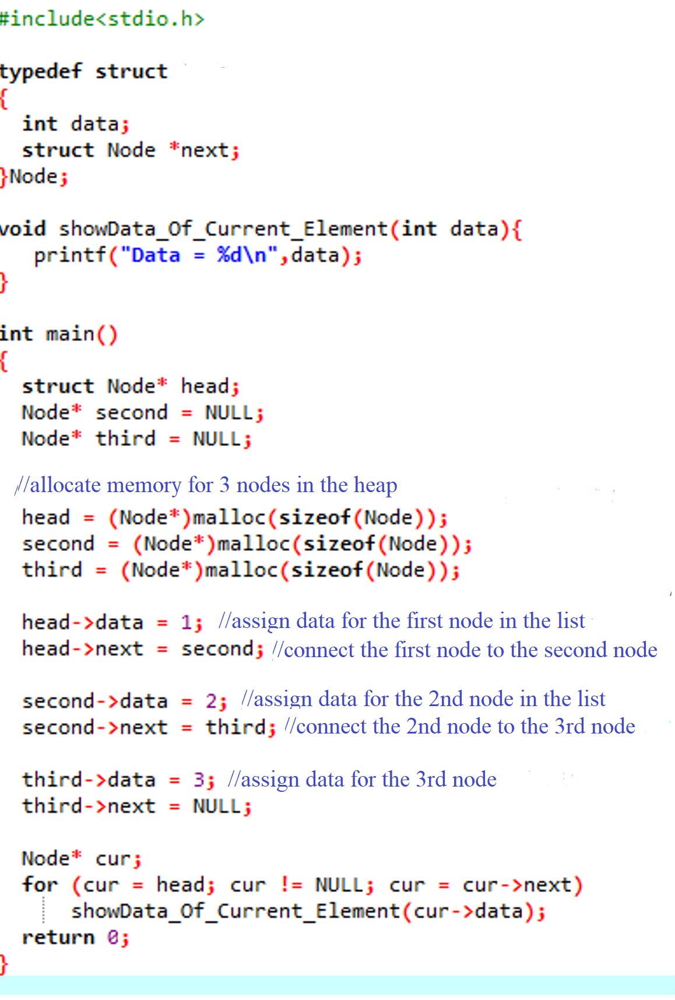 #include<stdio.h>
typedef struct
{
int data;
struct Node *next;
}Node;
void showData_Of_Current_Element(int data){
printf("Data = %d\n",data);
}
int main()
{
struct Node* head;
Node* second = NULL;
Node* third = NULL;
//allocate memory for 3 nodes in the heap
head = (Node*)malloc(sizeof(Node));
second = (Node*)malloc(sizeof(Node));
third = (Node*)malloc(sizeof(Node));
head->data = 1; //assign data for the first node in the list
head->next = second; //connect the first node to the second node
second->data = 2; //assign data for the 2nd node in the list
second->next = third; //connect the 2nd node to the 3rd node
third->data = 3; //assign data for the 3rd node
third->next = NULL;
Node* cur;
for (cur = head; cur != NULL; cur = cur->next)
showData_Of_Current_Element(cur->data);
return 0;
}